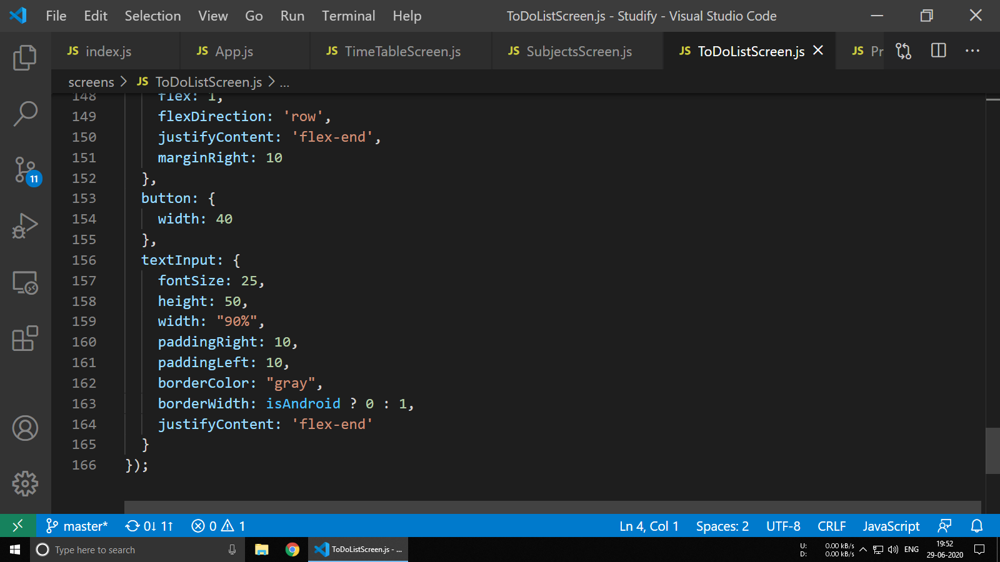 File Edit Selection View Go Run Terminal Help ToDoListScreen.js - Studify - Visual Studio Code
JS index.js JS App.js JS TimeTableScreen.js JS SubjectsScreen.js JS ToDoListScreen.js JS Pr
screens > JS ToDoListScreen.js > ...
148 flex: 1,
149 flexDirection: 'row',
150 justifyContent: 'flex-end',
151 marginRight: 10
152 },
153 button: {
154 width: 40
155 },
156 textInput: {
157 fontSize: 25,
158 height: 50,
159 width: "90%",
160 paddingRight: 10,
161 paddingLeft: 10,
162 borderColor: "gray",
163 borderWidth: isAndroid ? 0 : 1,
164 justifyContent: 'flex-end'
165 }
166 });
11
master* 0↓ 1↑ 0 1 Ln 4, Col 1 Spaces: 2 UTF-8 CRLF JavaScript
Type here to search ToDoListScreen.js - ... ENG
U: 0.00 kB/s
D: 0.00 kB/s
19:52
29-06-2020